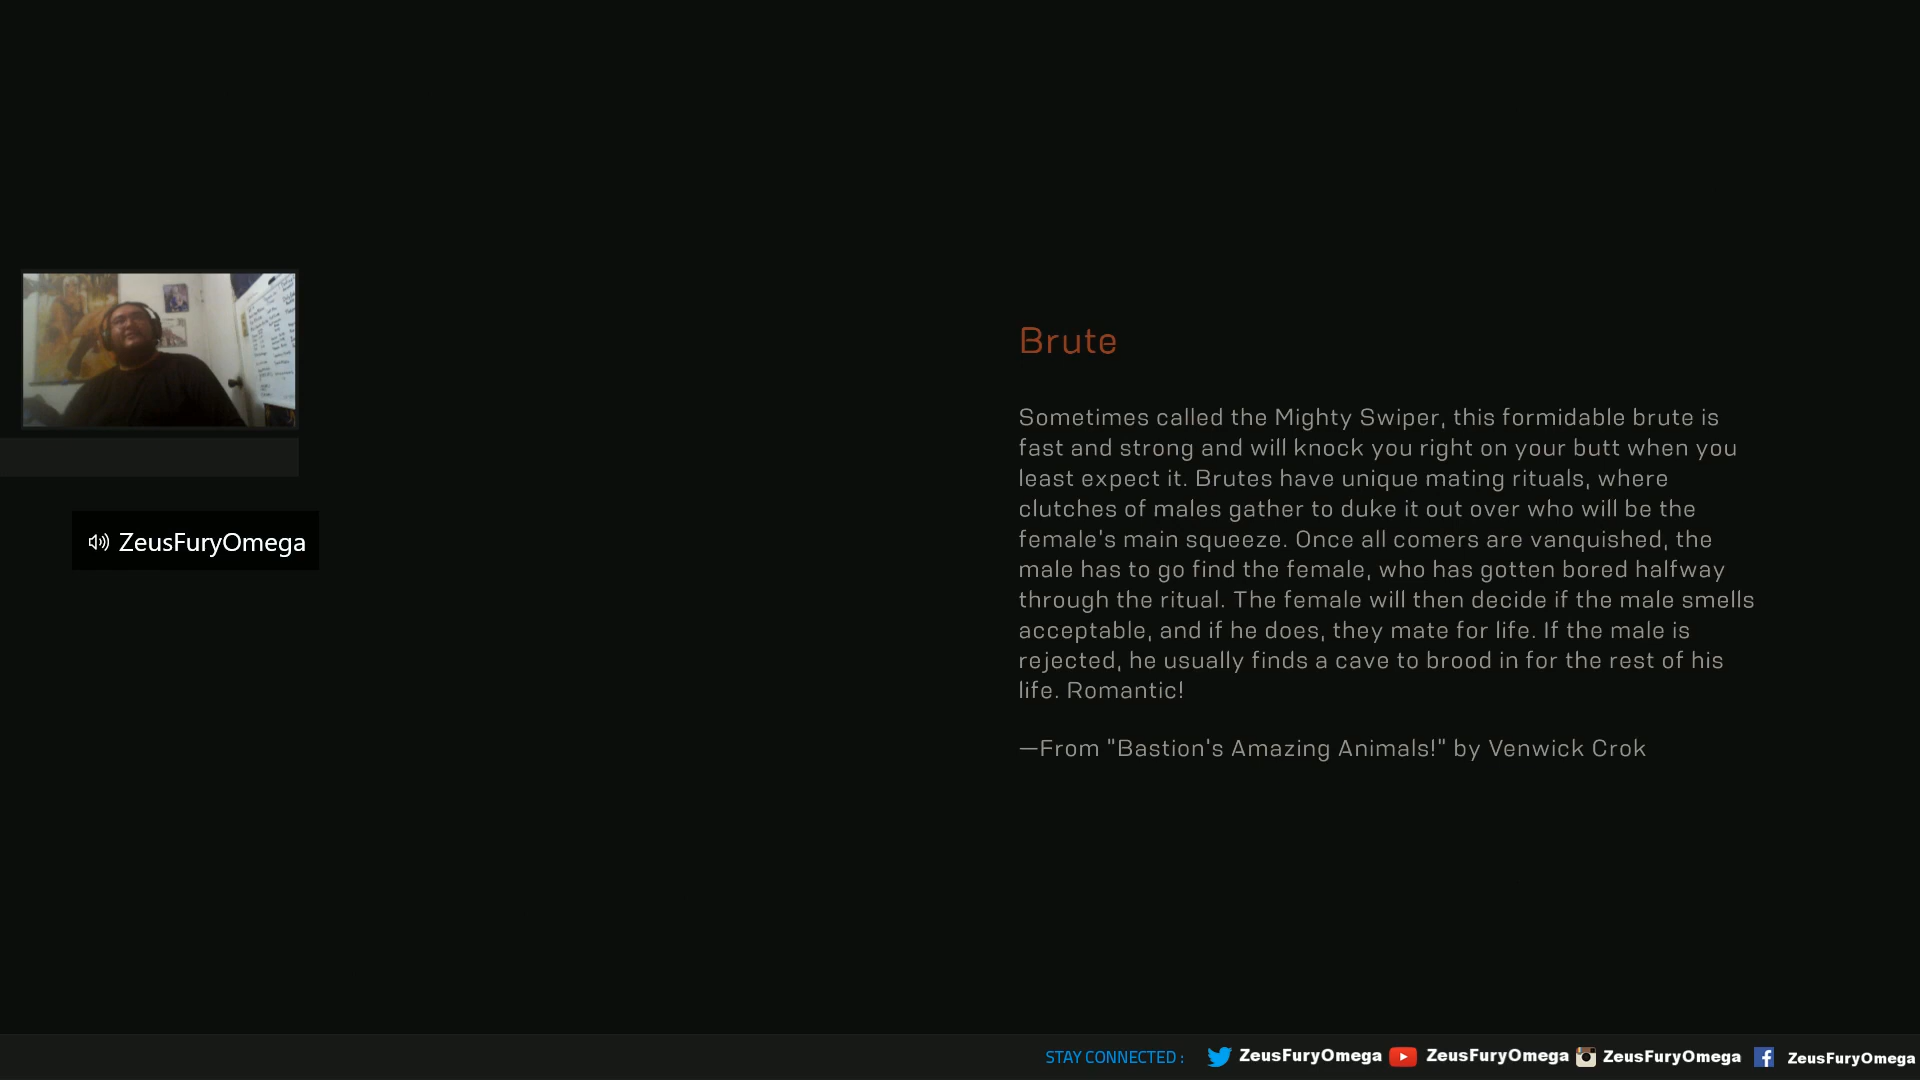 Brute
Sometimes called the Mighty Swiper, this formidable brute is
fast and strong and will knock you right on your butt when you
least expect it. Brutes have unique mating rituals, where
clutches of males gather to duke it out over who will be the
female's main squeeze. Once all comers are vanquished, the
male has to go find the female, who has gotten bored halfway
through the ritual. The female will then decide if the male smells
acceptable, and if he does, they mate for life. If the male is
rejected, he usually finds a cave to brood in for the rest of his
life. Romantic!
—From "Bastion's Amazing Animals!" by Venwick Crok
ZeusFuryOmega
STAY CONNECTED : ZeusFuryOmega ZeusFuryOmega ZeusFuryOmega ZeusFuryOmega